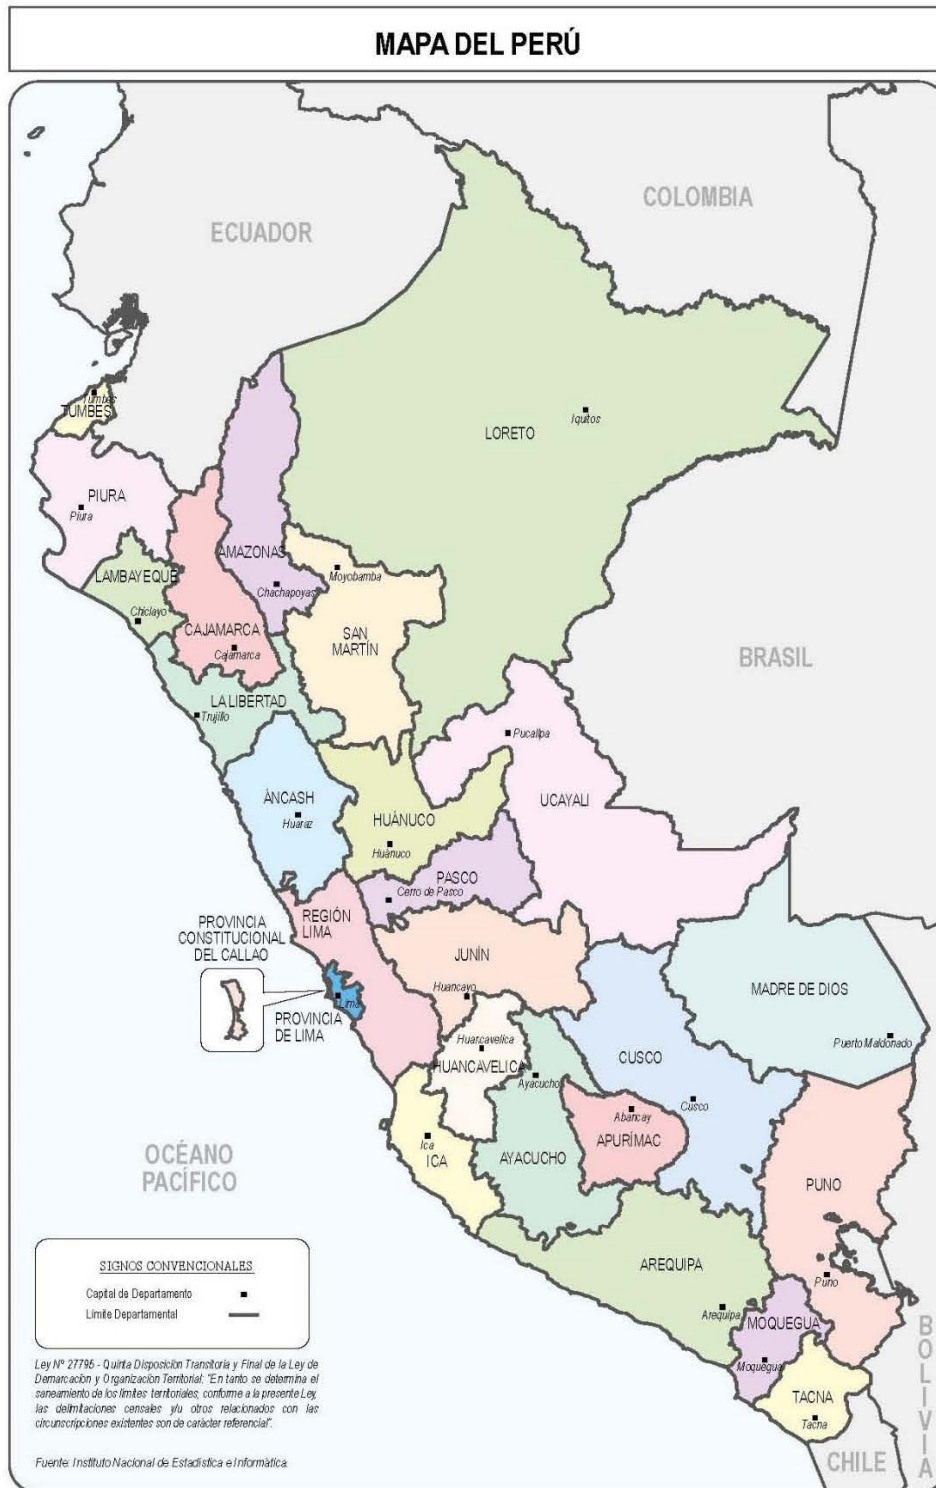 MAPA DEL PERÚ
COLOMBIA
ECUADOR
Tumbes
TUMBES
LORETO
Iquitos
PIURA
Piura
AMAZONAS
Moyobamba
LAMBAYEQUE
Chachapoyas
Chiclayo
CAJAMARCA
SAN
MARTÍN
Cajamarca
BRASIL
LA LIBERTAD
Trujillo
Pucallpa
ÁNCASH
UCAYALI
Huaraz
HUÁNUCO
Huánuco
PASCO
Cerro de Pasco
REGIÓN
LIMA
PROVINCIA
CONSTITUCIONAL
DEL CALLAO
JUNÍN
Huancayo
MADRE DE DIOS
Lima
PROVINCIA
DE LIMA
Puerto Maldonado
Huancavelica
HUANCAVELICA
CUSCO
Ayacucho
Cusco
Abancay
APURÍMAC
Ica
ICA
AYACUCHO
OCÉANO
PACÍFICO
PUNO
AREQUIPA
Puno
Arequipa
MOQUEGUA
Moquegua
TACNA
Tacna
BOLIVIA
CHILE
SIGNOS CONVENCIONALES
Capital de Departamento
Límite Departamental
Ley Nº 27795 - Quinta Disposición Transitoria y Final de la Ley de
Demarcación y Organización Territorial: "En tanto se determina el
saneamiento de los límites territoriales, conforme a la presente Ley,
las delimitaciones censales y/u otros relacionados con las
circunscripciones existentes son de carácter referencial".
Fuente: Instituto Nacional de Estadística e Informática.